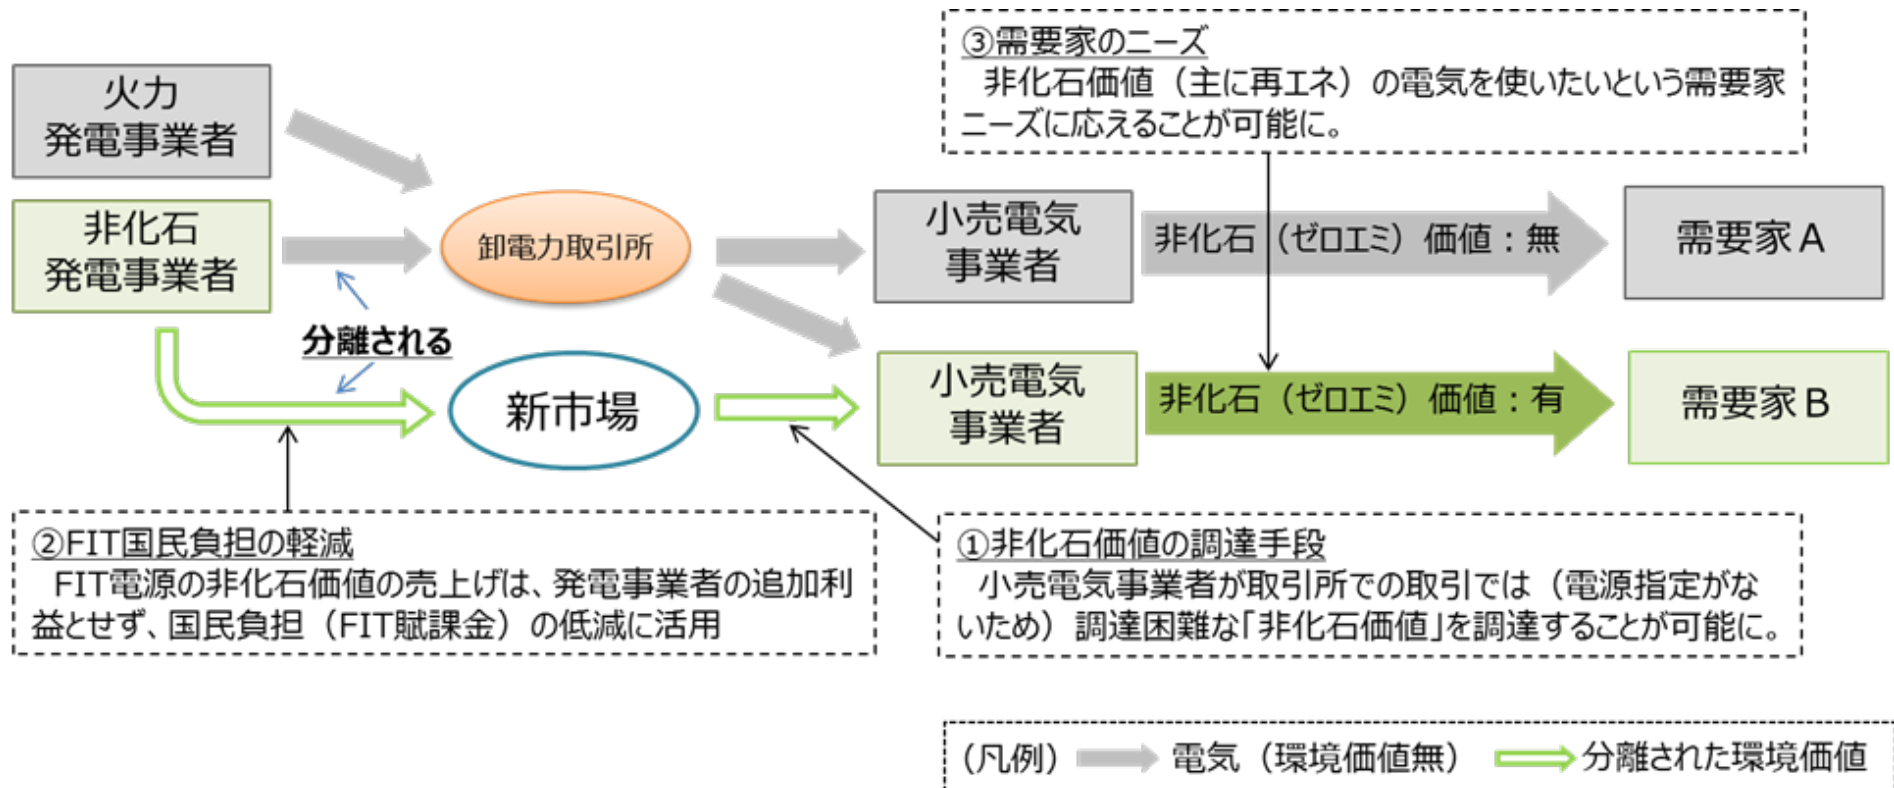 ③需要家のニーズ
非化石価値（主に再エネ）の電気を使いたいという需要家
ニーズに応えることが可能に。
火力
発電事業者
非化石
発電事業者
卸電力取引所
小売電気
事業者
非化石（ゼロエミ）価値：無
需要家A
分離される
新市場
小売電気
事業者
非化石（ゼロエミ）価値：有
需要家B
②FIT国民負担の軽減
FIT電源の非化石価値の売上げは、発電事業者の追加利
益とせず、国民負担（FIT賦課金）の低減に活用
①非化石価値の調達手段
小売電気事業者が取引所での取引では（電源指定がな
いため）調達困難な「非化石価値」を調達することが可能に。
（凡例）
電気（環境価値無）
分離された環境価値